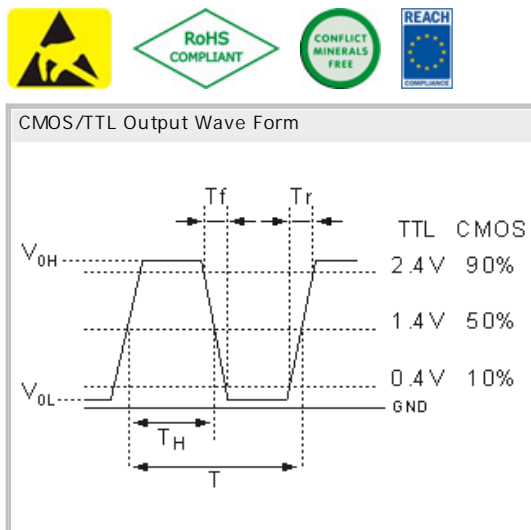 RoHS
COMPLIANT
CONFLICT
MINERALS
FREE
REACH
COMPLIANCE
CMOS/TTL Output Wave Form
Tf Tr
TTL CMOS
V0H 2.4V 90%
1.4V 50%
V0L 0.4V 10%
GND
TH
T